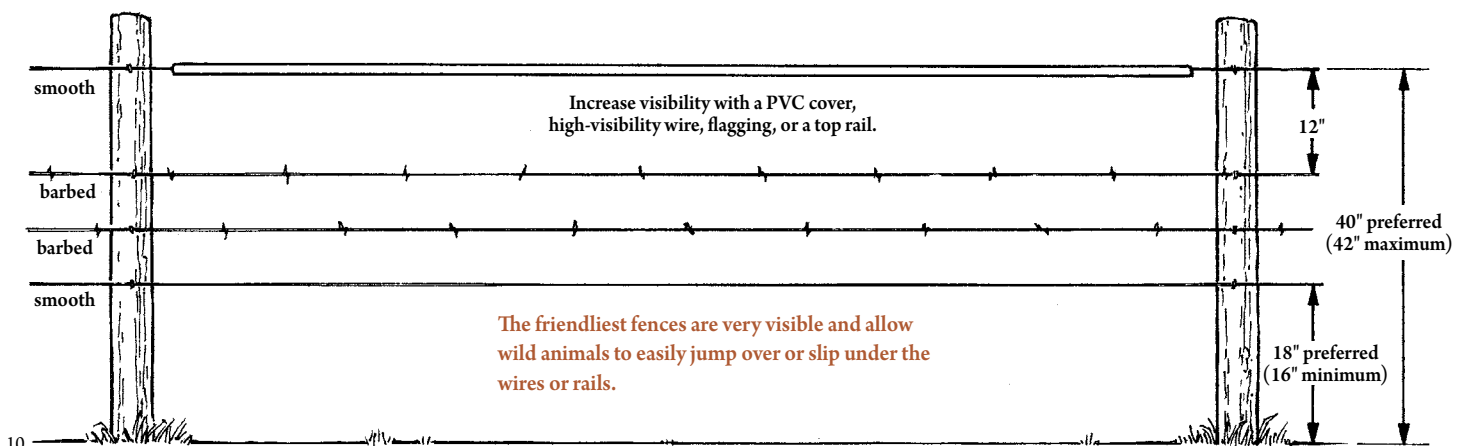 smooth
Increase visibility with a PVC cover,
high-visibility wire, flagging, or a top rail.
12"
barbed
barbed
40" preferred
(42" maximum)
smooth
The friendliest fences are very visible and allow
wild animals to easily jump over or slip under the
wires or rails.
18" preferred
(16" minimum)
10